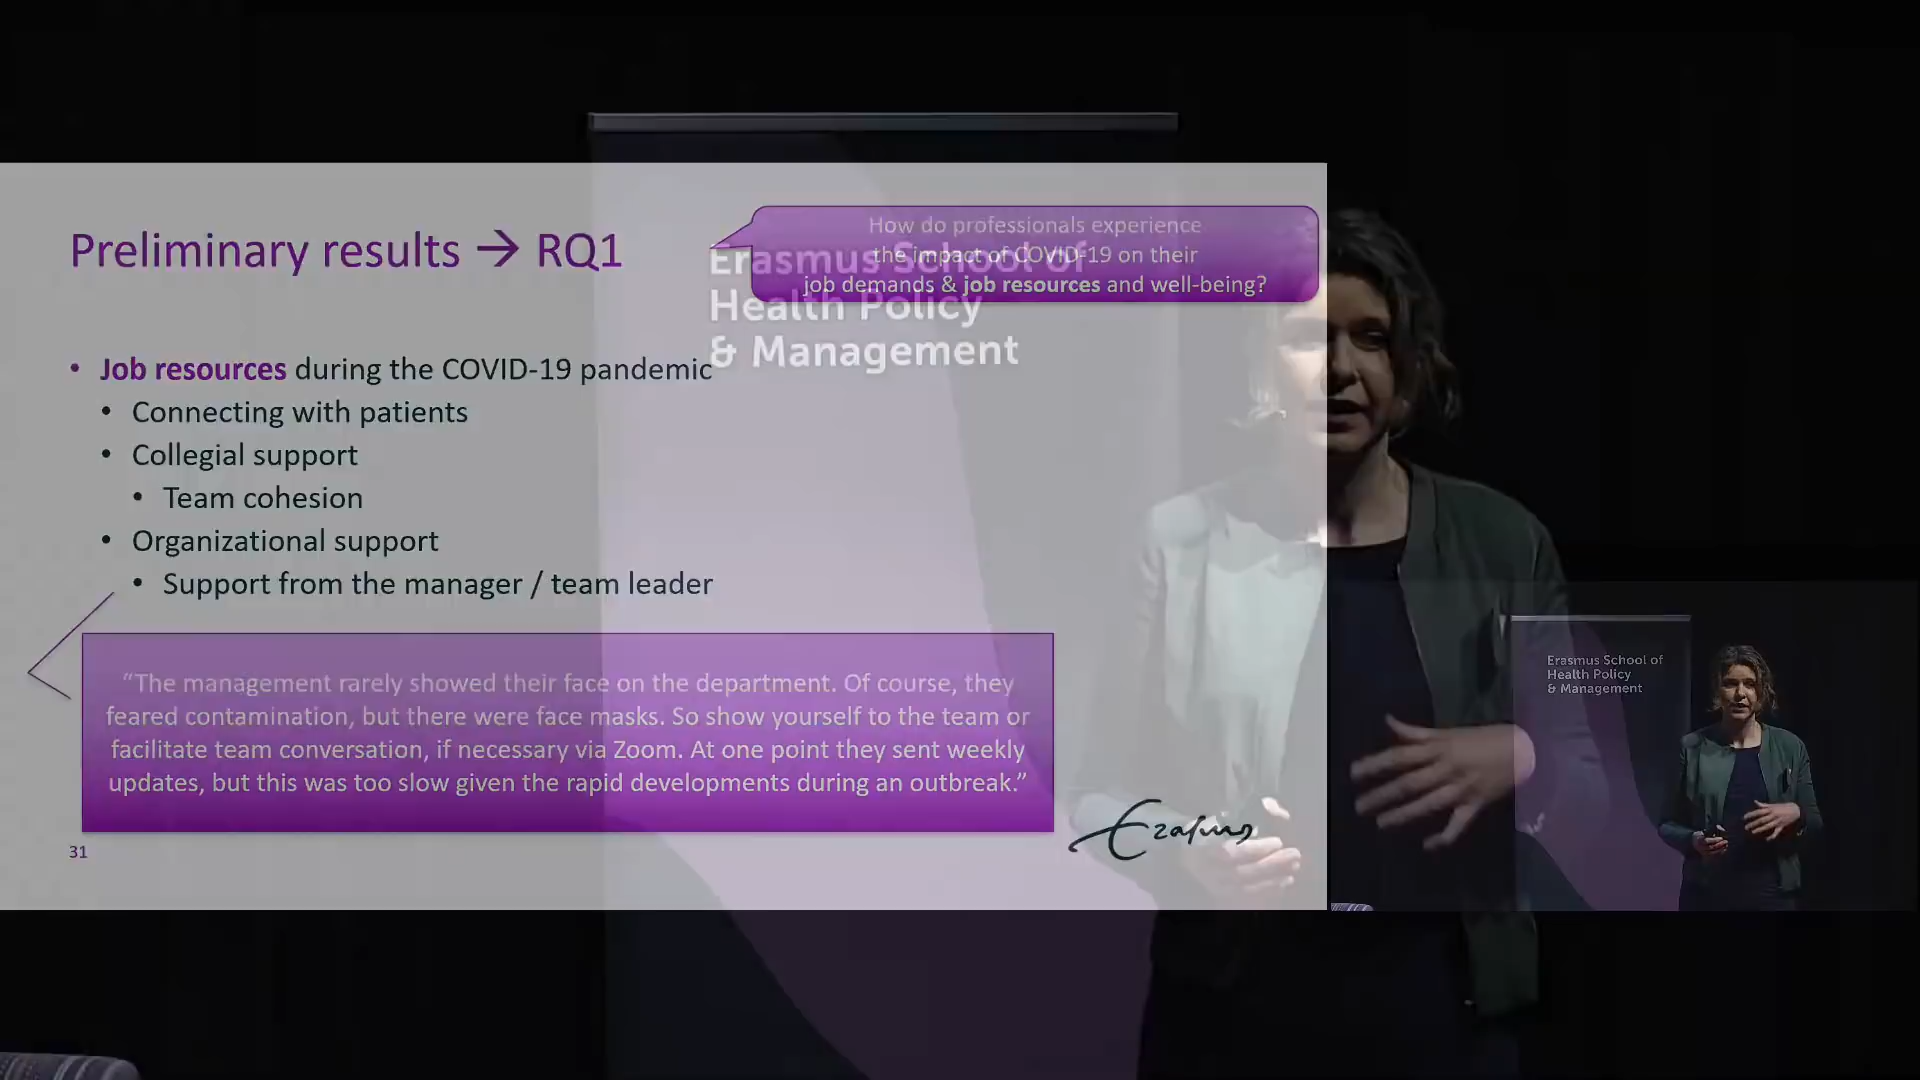 Preliminary results → RQ1
How do professionals experience
the impact of COVID-19 on their
job demands & job resources and well-being?
Erasmus School of
Health Policy
& Management
• Job resources during the COVID-19 pandemic
• Connecting with patients
• Collegial support
• Team cohesion
• Organizational support
• Support from the manager / team leader
“The management rarely showed their face on the department. Of course, they
feared contamination, but there were face masks. So show yourself to the team or
facilitate team conversation, if necessary via Zoom. At one point they sent weekly
updates, but this was too slow given the rapid developments during an outbreak.”
Erasmus
31
Erasmus School of
Health Policy
& Management